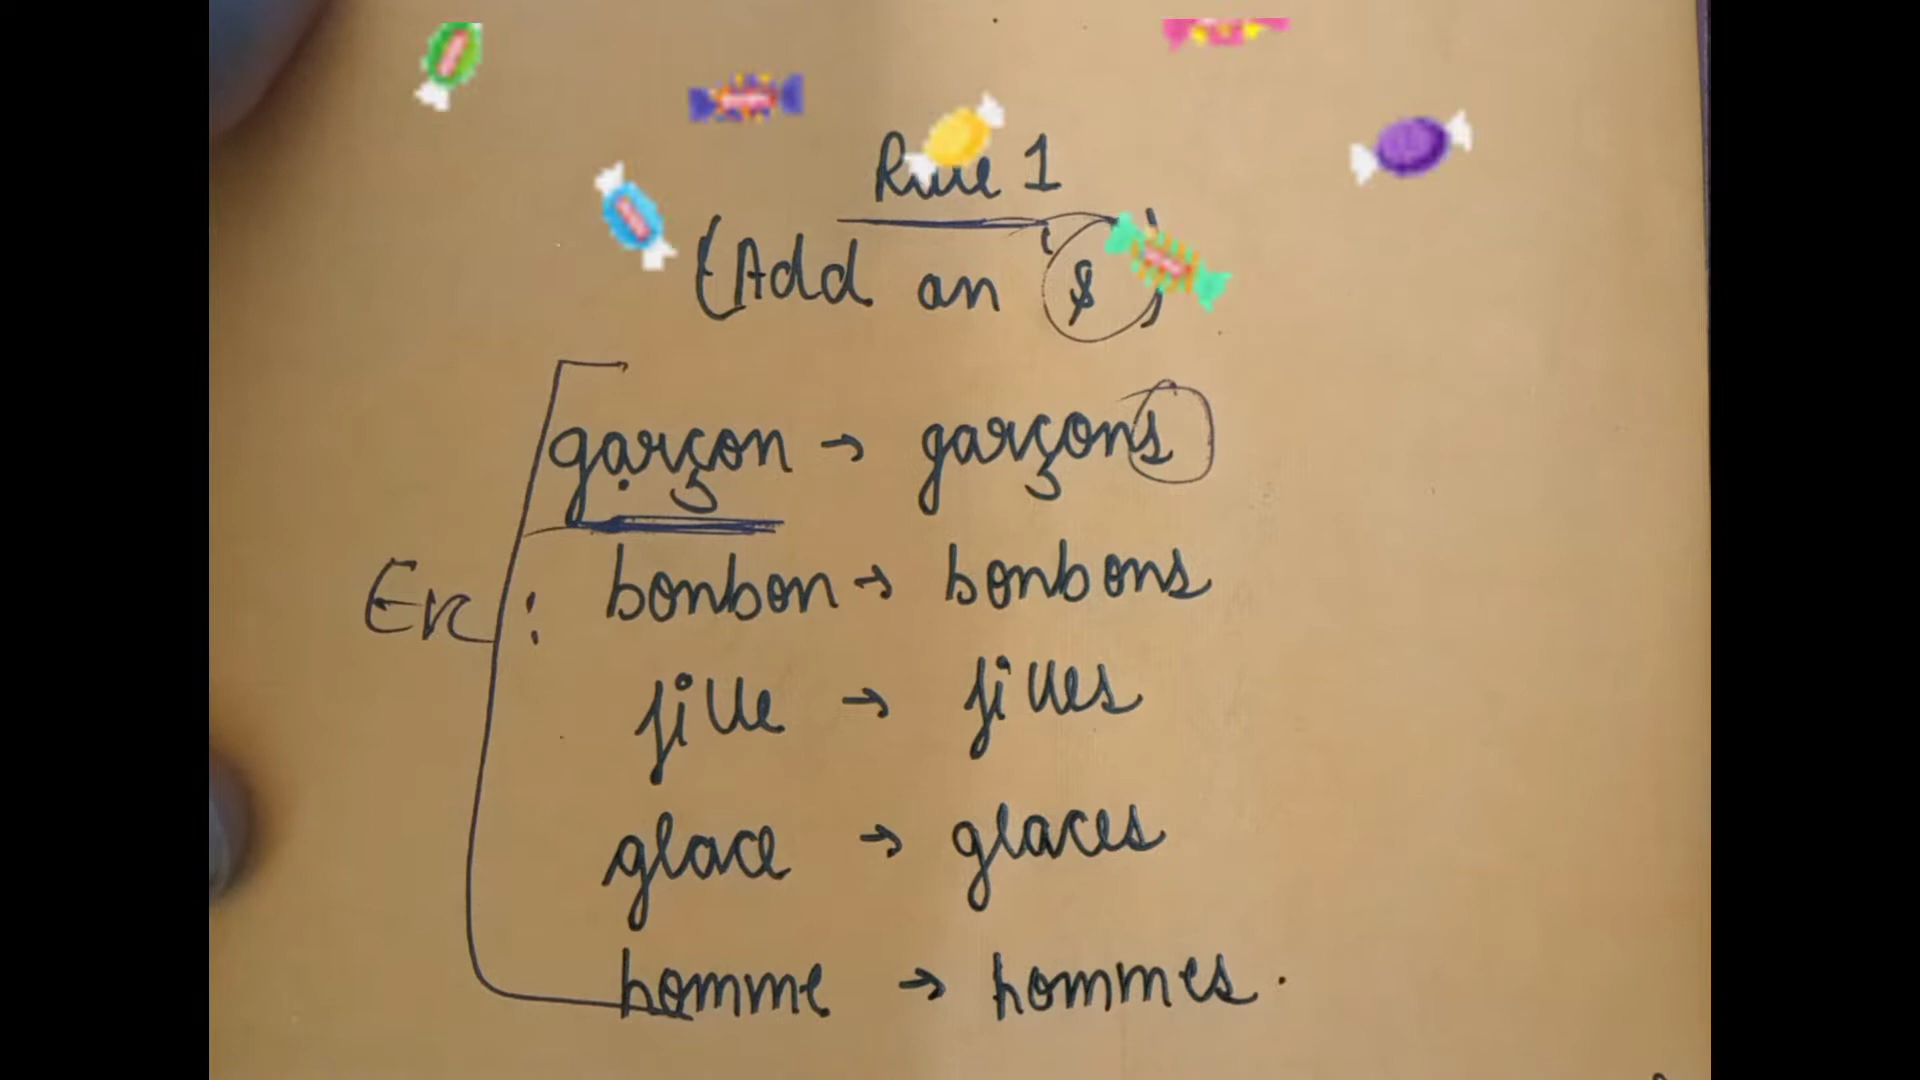 Rule 1
(Add an 's')
garçon → garçons
bonbon → bonbons
Ex :
fille → filles
glace → glaces
homme → hommes.